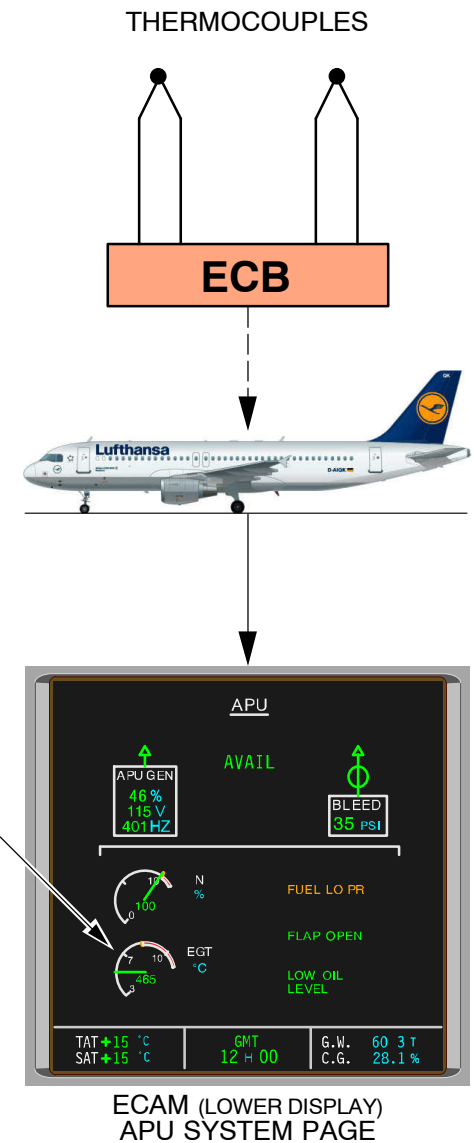 THERMOCOUPLES
ECB
QK
Lufthansa
D-AIQK
APU
AVAIL
APU GEN
46 %
115 V
401 HZ
BLEED
35 PSI
N
%
10
0
100
FUEL LO PR
FLAP OPEN
EGT
°C
7
10
3
465
LOW OIL
LEVEL
TAT +15 °C
SAT +15 °C
GMT
12 H 00
G.W. 60 3 T
C.G. 28.1 %
ECAM (LOWER DISPLAY)
APU SYSTEM PAGE